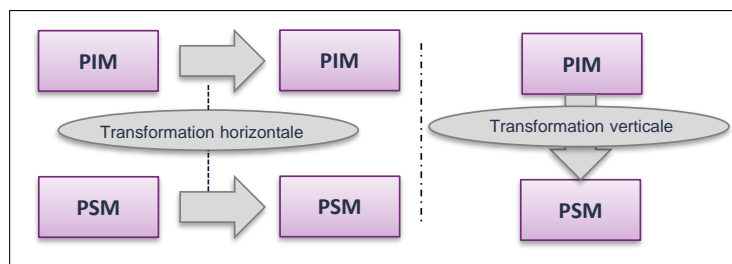 PIM
PIM
Transformation horizontale
PSM
PSM
PIM
Transformation verticale
PSM